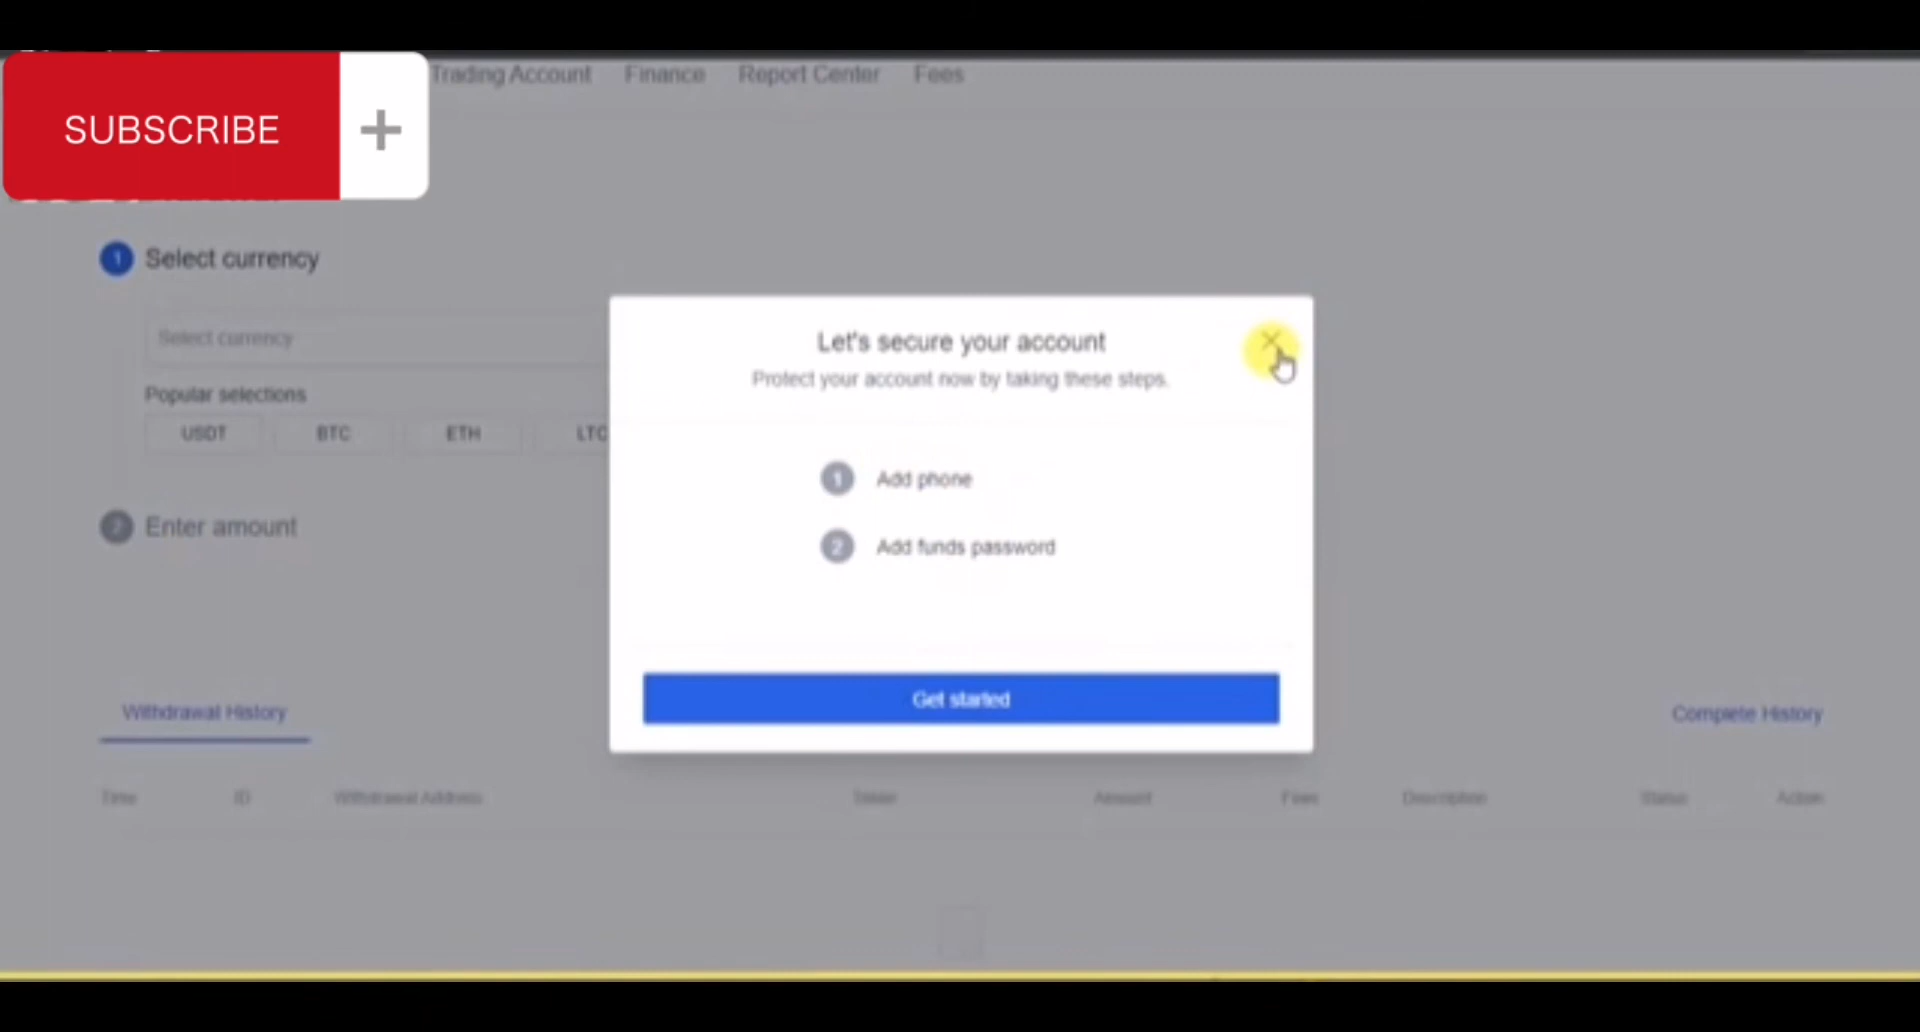 Trading Account Finance Report Center Fees
SUBSCRIBE +
1 Select currency
Select currency
Popular selections
USDT BTC ETH LTC
2 Enter amount
Let's secure your account
Protect your account now by taking these steps.
1 Add phone
2 Add funds password
Get started
Withdrawal History
Complete History
Time ID Withdrawal Address Token Amount Fees Description Status Action